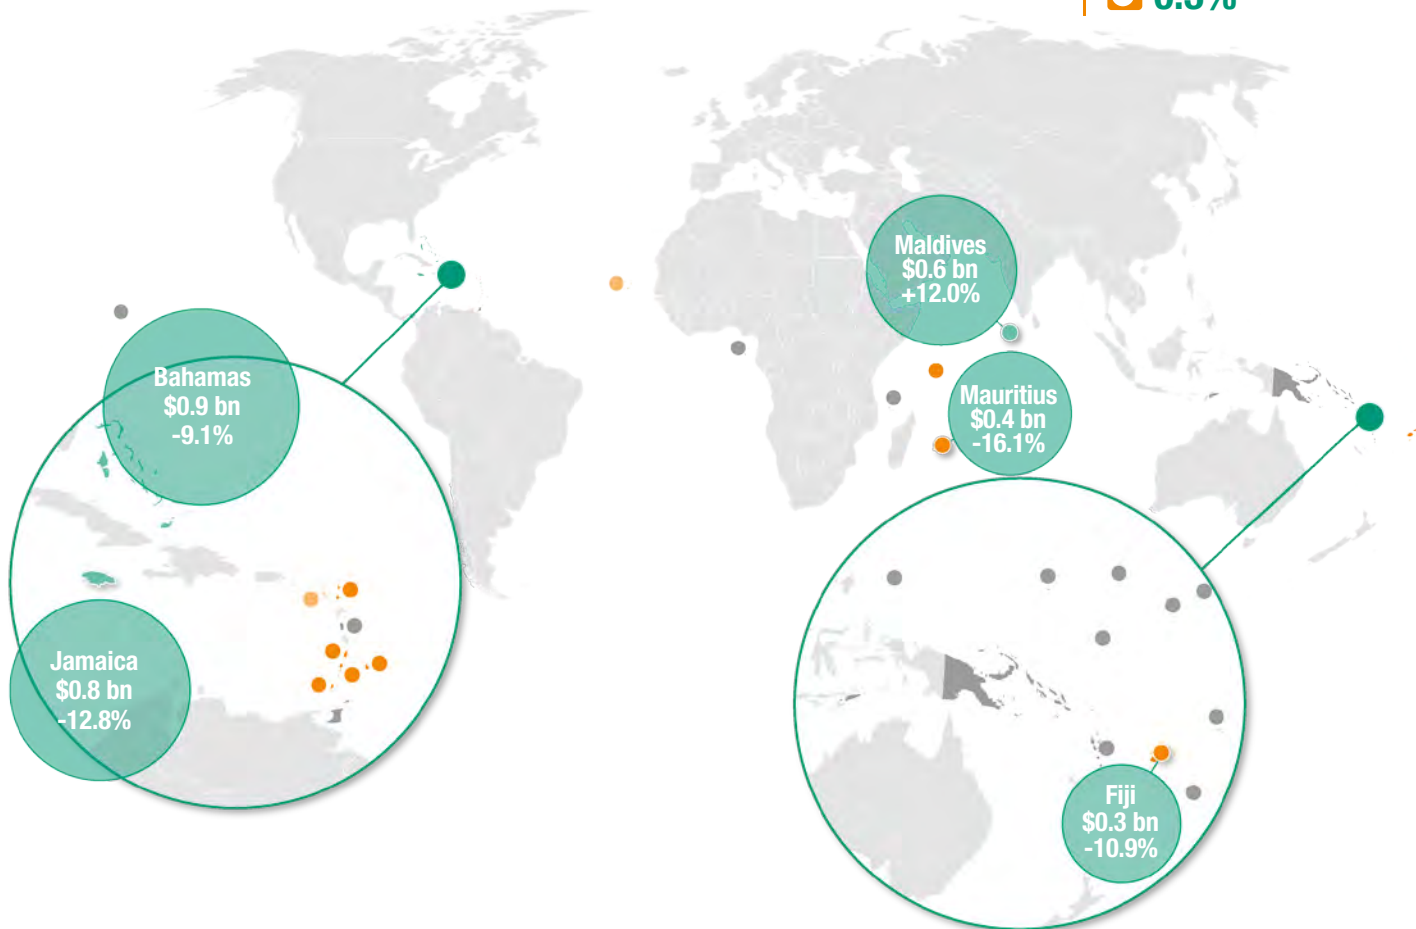 Maldives
$0.6 bn
+12.0%
Bahamas
$0.9 bn
-9.1%
Mauritius
$0.4 bn
-16.1%
Jamaica
$0.8 bn
-12.8%
Fiji
$0.3 bn
-10.9%